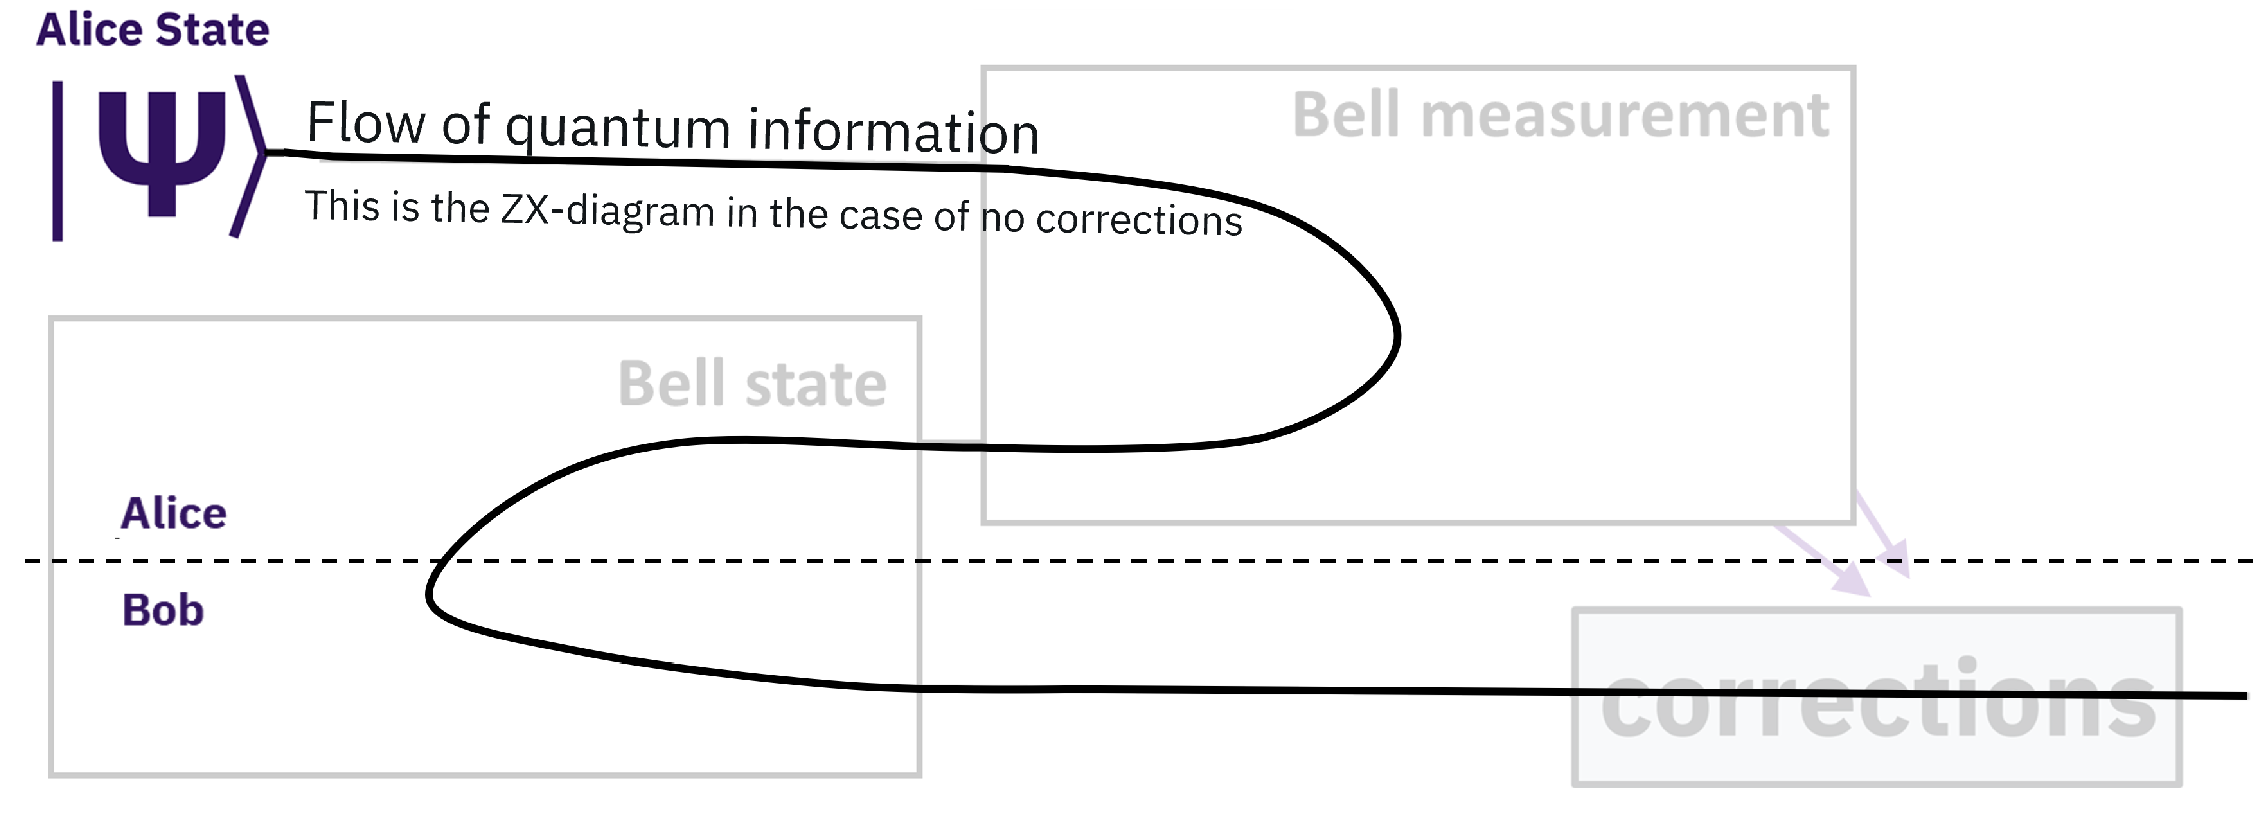 Alice State
|Ψ⟩
Flow of quantum information
Bell measurement
This is the ZX-diagram in the case of no corrections
Bell state
Alice
Bob
corrections